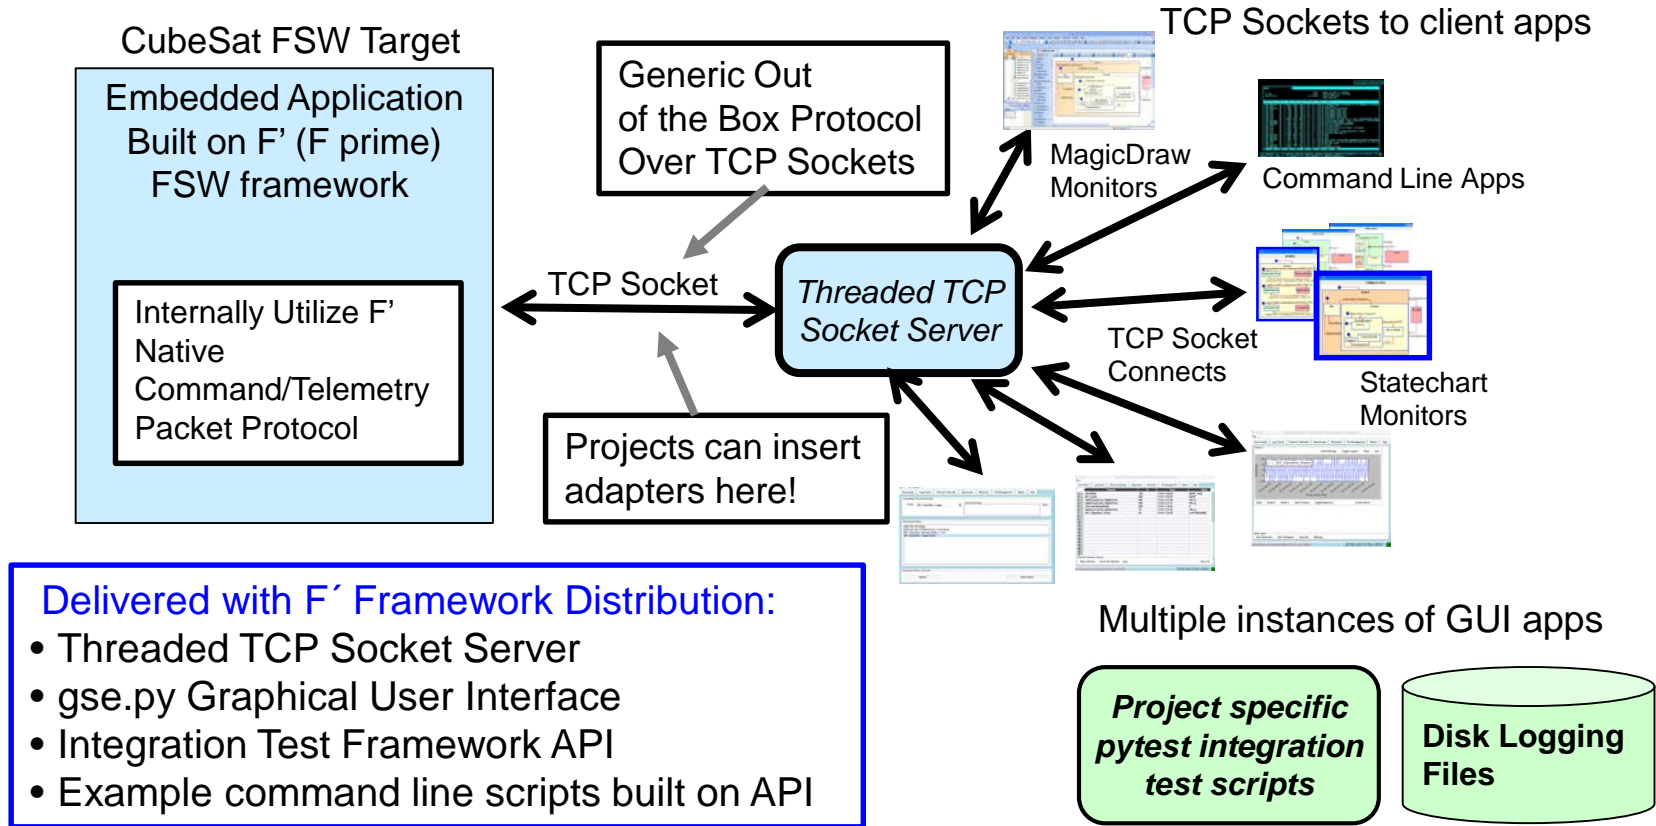 TCP Sockets to client apps
CubeSat FSW Target
Embedded Application
Built on F’ (F prime)
FSW framework
Internally Utilize F’
Native
Command/Telemetry
Packet Protocol
Generic Out
of the Box Protocol
Over TCP Sockets
TCP Socket
Projects can insert
adapters here!
Threaded TCP
Socket Server
MagicDraw
Monitors
Command Line Apps
TCP Socket
Connects
Statechart
Monitors
Multiple instances of GUI apps
Delivered with F´ Framework Distribution:
• Threaded TCP Socket Server
• gse.py Graphical User Interface
• Integration Test Framework API
• Example command line scripts built on API
Project specific
pytest integration
test scripts
Disk Logging
Files